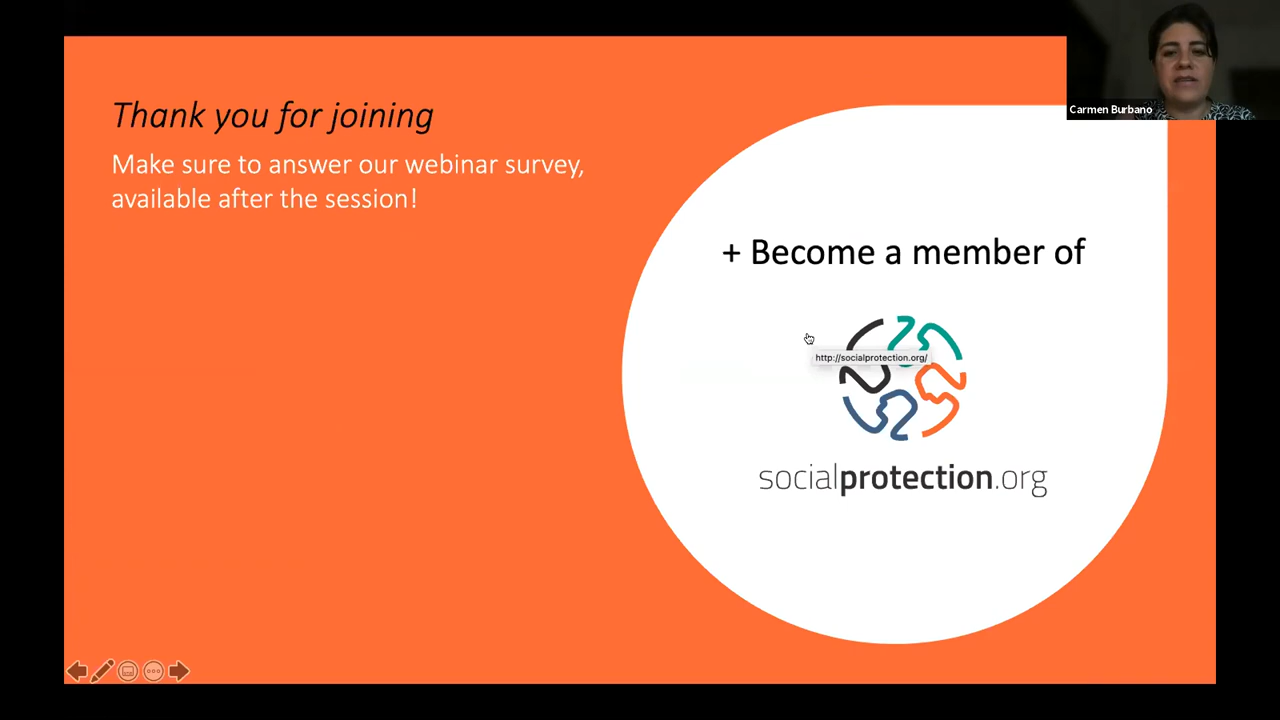 Thank you for joining
Make sure to answer our webinar survey,
available after the session!
Carmen Burbano
+ Become a member of
http://socialprotection.org/
socialprotection.org